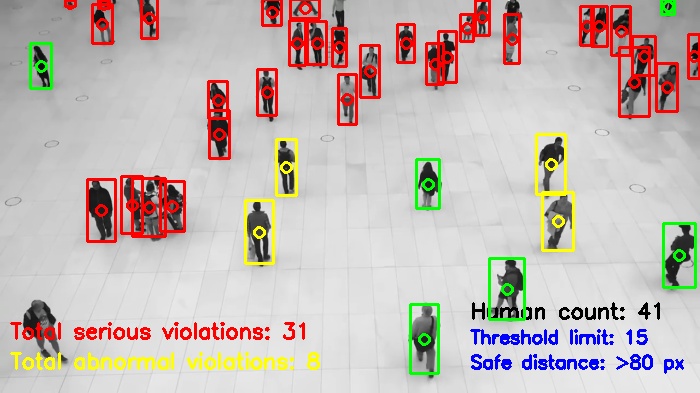 Total serious violations: 31
Total abnormal violations: 8
Human count: 41
Threshold limit: 15
Safe distance: >80 px